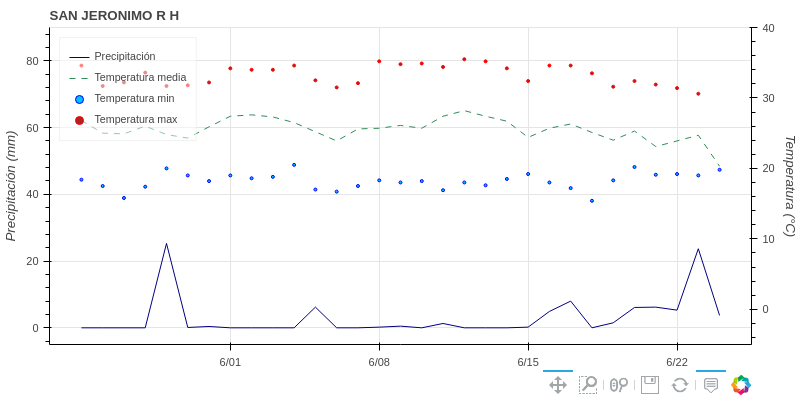 SAN JERONIMO R H
Precipitación
Temperatura media
Temperatura min
Temperatura max
Precipitación (mm)
80
60
40
20
0
Temperatura (°C)
40
30
20
10
0
6/01
6/08
6/15
6/22